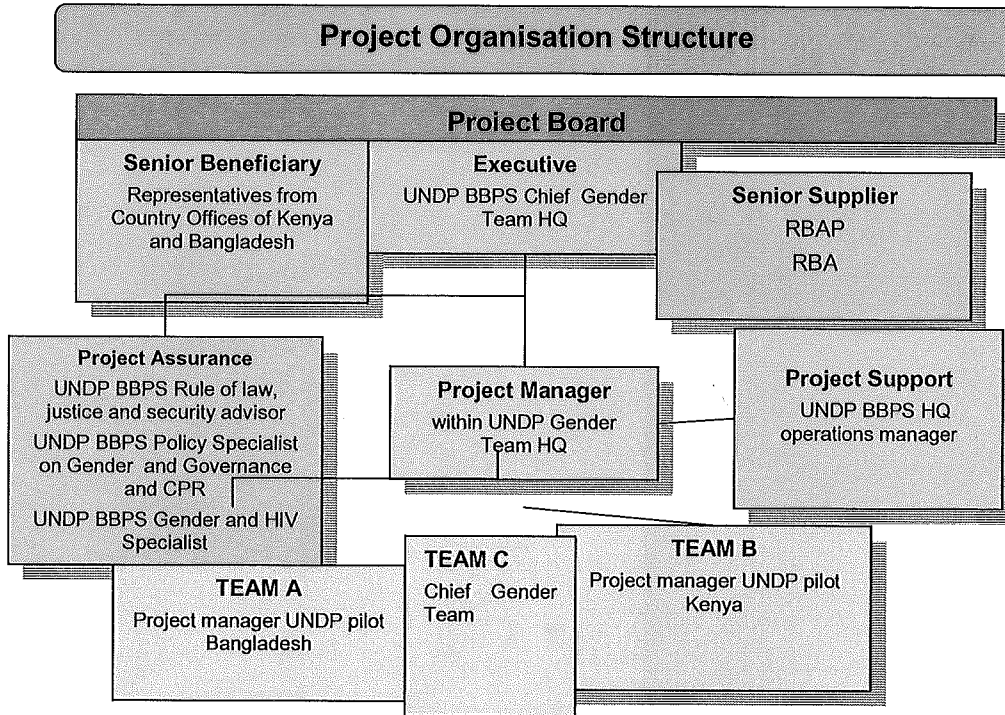 Project Organisation Structure
Project Board
Senior Beneficiary
Representatives from
Country Offices of Kenya
and Bangladesh
Executive
UNDP BBPS Chief Gender
Team HQ
Senior Supplier
RBAP
RBA
Project Assurance
UNDP BBPS Rule of law,
justice and security advisor
UNDP BBPS Policy Specialist
on Gender and Governance
and CPR
UNDP BBPS Gender and HIV
Specialist
Project Manager
within UNDP Gender
Team HQ
Project Support
UNDP BBPS HQ
operations manager
TEAM A
Project manager UNDP pilot
Bangladesh
TEAM C
Chief Gender
Team
TEAM B
Project manager UNDP pilot
Kenya